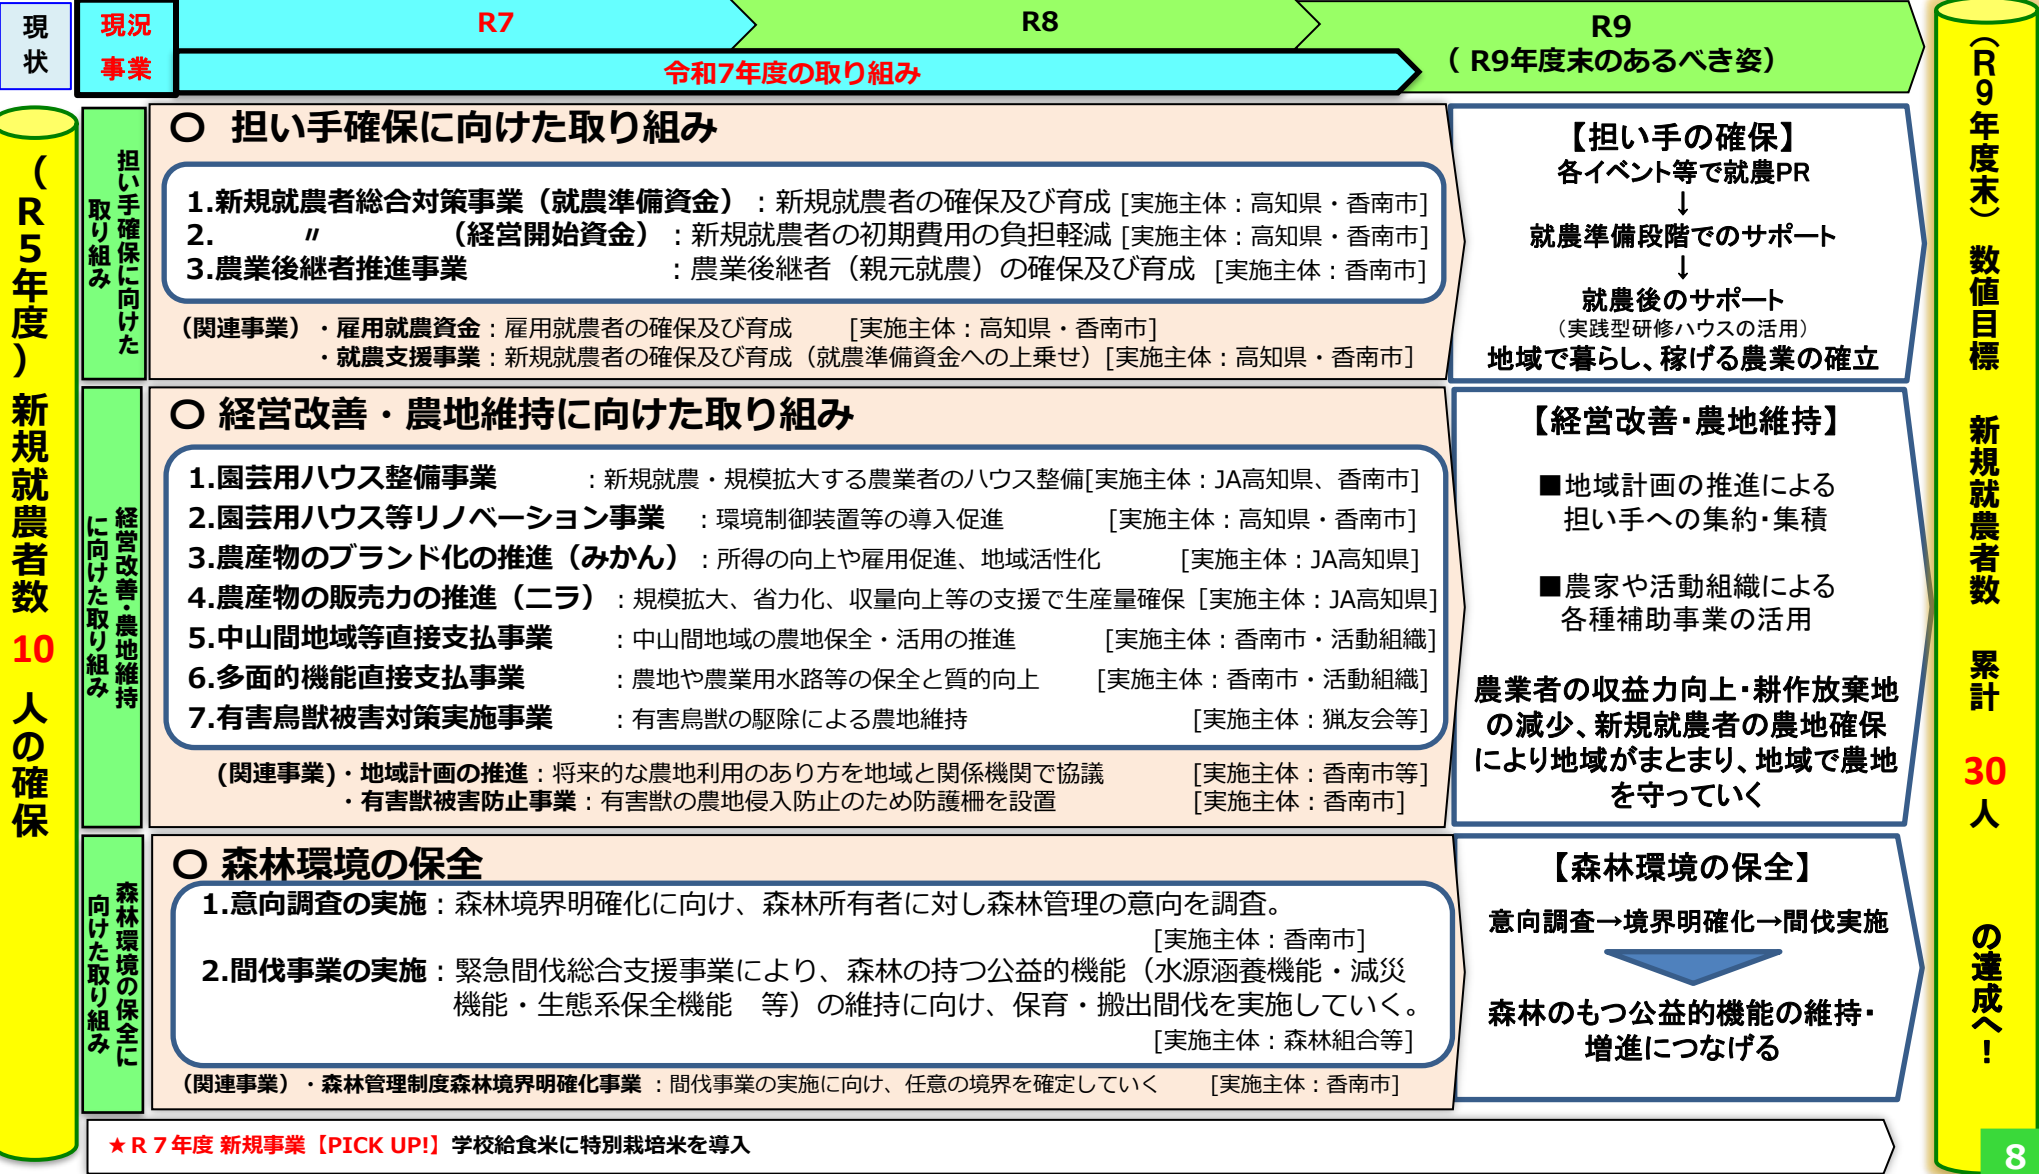 現状
現況
事業
R7
R8
R9
（ R9年度末のあるべき姿）
令和7年度の取り組み
（R5年度）新規就農者数 10 人の確保
担い手確保に向けた
取り組み
〇 担い手確保に向けた取り組み
1.新規就農者総合対策事業（就農準備資金）：新規就農者の確保及び育成 [実施主体：高知県・香南市]
2. 〃 （経営開始資金）：新規就農者の初期費用の負担軽減 [実施主体：高知県・香南市]
3.農業後継者推進事業 ：農業後継者（親元就農）の確保及び育成 [実施主体：香南市]
（関連事業）・雇用就農資金：雇用就農者の確保及び育成 [実施主体：高知県・香南市]
・就農支援事業：新規就農者の確保及び育成（就農準備資金への上乗せ）[実施主体：高知県・香南市]
【担い手の確保】
各イベント等で就農PR
↓
就農準備段階でのサポート
↓
就農後のサポート
（実践型研修ハウスの活用）
地域で暮らし、稼げる農業の確立
経営改善・農地維持
に向けた取り組み
〇 経営改善・農地維持に向けた取り組み
1.園芸用ハウス整備事業 ：新規就農・規模拡大する農業者のハウス整備[実施主体：JA高知県、香南市]
2.園芸用ハウス等リノベーション事業 ：環境制御装置等の導入促進 [実施主体：高知県・香南市]
3.農産物のブランド化の推進（みかん）：所得の向上や雇用促進、地域活性化 [実施主体：JA高知県]
4.農産物の販売力の推進（ニラ）：規模拡大、省力化、収量向上等の支援で生産量確保 [実施主体：JA高知県]
5.中山間地域等直接支払事業 ：中山間地域の農地保全・活用の推進 [実施主体：香南市・活動組織]
6.多面的機能直接支払事業 ：農地や農業用水路等の保全と質的向上 [実施主体：香南市・活動組織]
7.有害鳥獣被害対策実施事業 ：有害鳥獣の駆除による農地維持 [実施主体：猟友会等]
(関連事業)・地域計画の推進：将来的な農地利用のあり方を地域と関係機関で協議 [実施主体：香南市等]
・有害獣被害防止事業：有害獣の農地侵入防止のため防護柵を設置 [実施主体：香南市]
【経営改善・農地維持】
■地域計画の推進による
担い手への集約・集積
■農家や活動組織による
各種補助事業の活用
農業者の収益力向上・耕作放棄地
の減少、新規就農者の農地確保
により地域がまとまり、地域で農地
を守っていく
森林環境の保全に
向けた取り組み
〇 森林環境の保全
1.意向調査の実施：森林境界明確化に向け、森林所有者に対し森林管理の意向を調査。
[実施主体：香南市]
2.間伐事業の実施：緊急間伐総合支援事業により、森林の持つ公益的機能（水源涵養機能・減災
機能・生態系保全機能 等）の維持に向け、保育・搬出間伐を実施していく。
[実施主体：森林組合等]
（関連事業）・森林管理制度森林境界明確化事業 ：間伐事業の実施に向け、任意の境界を確定していく [実施主体：香南市]
【森林環境の保全】
意向調査→境界明確化→間伐実施
森林のもつ公益的機能の維持・
増進につなげる
（R9年度末）数値目標 新規就農者数 累計 30 人 の達成へ！
★Ｒ７年度 新規事業【PICK UP!】学校給食米に特別栽培米を導入
8